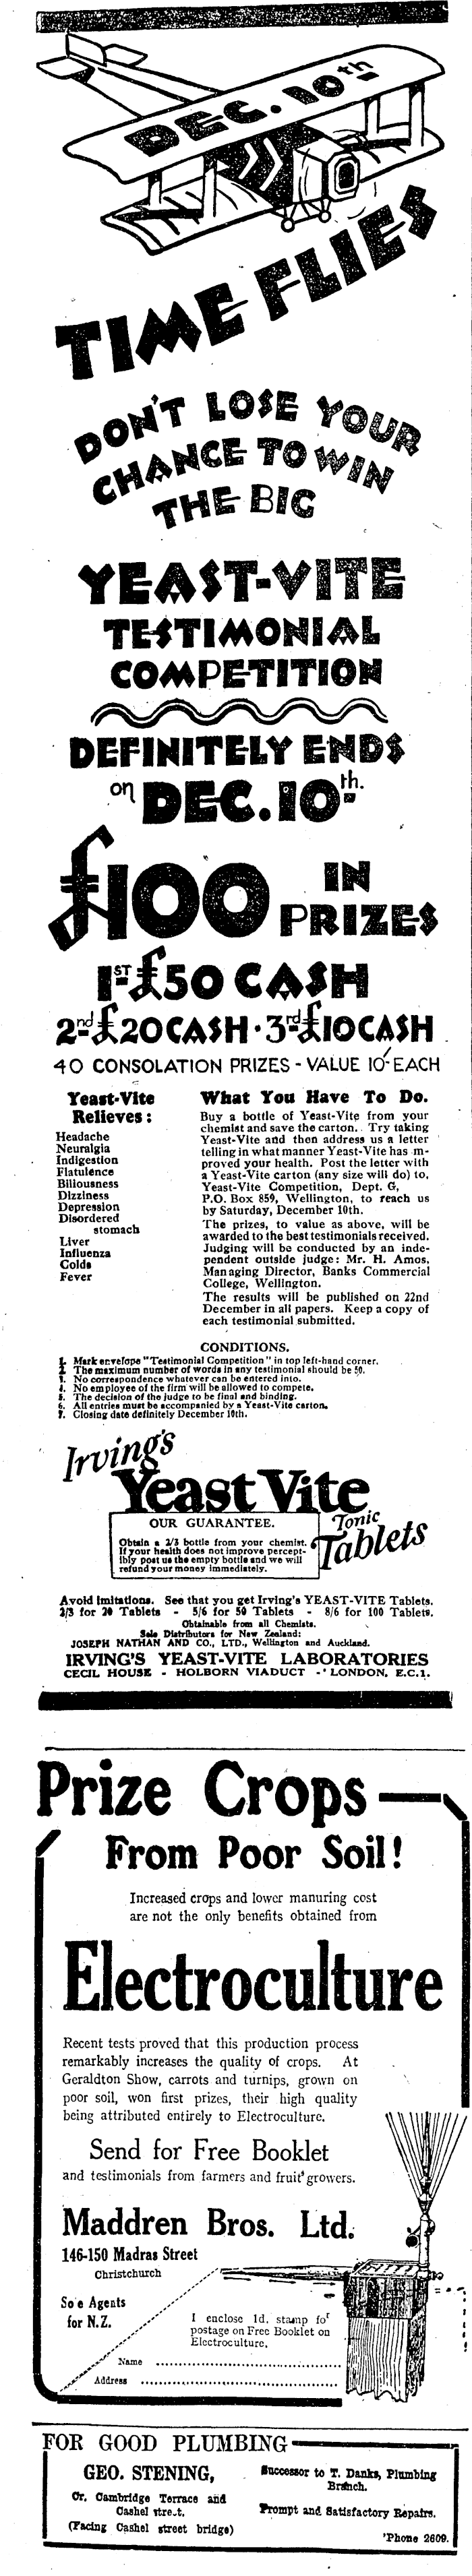 DEC. 10th
TIME FLIES
DON'T LOSE YOUR
CHANCE TO WIN
THE BIG
YEAST-VITE
TESTIMONIAL
COMPETITION
DEFINITELY ENDS
on DEC. 10th.
£100 IN
PRIZES
1ST £50 CASH
2nd £20 CASH · 3rd £10 CASH
40 CONSOLATION PRIZES - VALUE 10/- EACH
Yeast-Vite
Relieves :
Headache
Neuralgia
Indigestion
Flatulence
Biliousness
Dizziness
Depression
Disordered
stomach
Liver
Influenza
Colds
Fever
What You Have To Do.
Buy a bottle of Yeast-Vite from your
chemist and save the carton. Try taking
Yeast-Vite and then address us a letter
telling in what manner Yeast-Vite has m-
proved your health. Post the letter with
a Yeast-Vite carton (any size will do) to,
Yeast-Vite Competition, Dept. G,
P.O. Box 859, Wellington, to reach us
by Saturday, December 10th.
The prizes, to value as above, will be
awarded to the best testimonials received.
Judging will be conducted by an inde-
pendent outside judge: Mr. H. Amos,
Managing Director, Banks Commercial
College, Wellington.
The results will be published on 22nd
December in all papers. Keep a copy of
each testimonial submitted.
CONDITIONS.
1. Mark envelope "Testimonial Competition" in top left-hand corner.
2. The maximum number of words in any testimonial should be 50.
3. No correspondence whatever can be entered into.
4. No employee of the firm will be allowed to compete.
5. The decision of the judge to be final and binding.
6. All entries must be accompanied by a Yeast-Vite carton.
7. Closing date definitely December 10th.
Irving's
Yeast Vite
Tonic
Tablets
OUR GUARANTEE.
Obtain a 2/3 bottle from your chemist.
If your health does not improve percept-
ibly post us the empty bottle and we will
refund your money immediately.
Avoid Imitations. See that you get Irving's YEAST-VITE Tablets.
2/3 for 20 Tablets - 5/6 for 50 Tablets - 8/6 for 100 Tablets.
Obtainable from all Chemists.
Sole Distributors for New Zealand:
JOSEPH NATHAN AND CO., LTD., Wellington and Auckland.
IRVING'S YEAST-VITE LABORATORIES
CECIL HOUSE - HOLBORN VIADUCT - LONDON, E.C.1.
Prize Crops—
From Poor Soil!
Increased crops and lower manuring cost
are not the only benefits obtained from
Electroculture
Recent tests proved that this production process
remarkably increases the quality of crops. At
Geraldton Show, carrots and turnips, grown on
poor soil, won first prizes, their high quality
being attributed entirely to Electroculture.
Send for Free Booklet
and testimonials from farmers and fruit growers.
Maddren Bros. Ltd.
146-150 Madras Street
Christchurch
So e Agents
for N.Z.
I enclose 1d. stamp for
postage on Free Booklet on
Electroculture.
Name
Address
FOR GOOD PLUMBING
GEO. STENING,
Cr. Cambridge Terrace and
Cashel stre.t.
(Facing Cashel street bridge)
Successor to T. Danks, Plumbing
Branch.
Prompt and Satisfactory Repairs.
'Phone 2609.